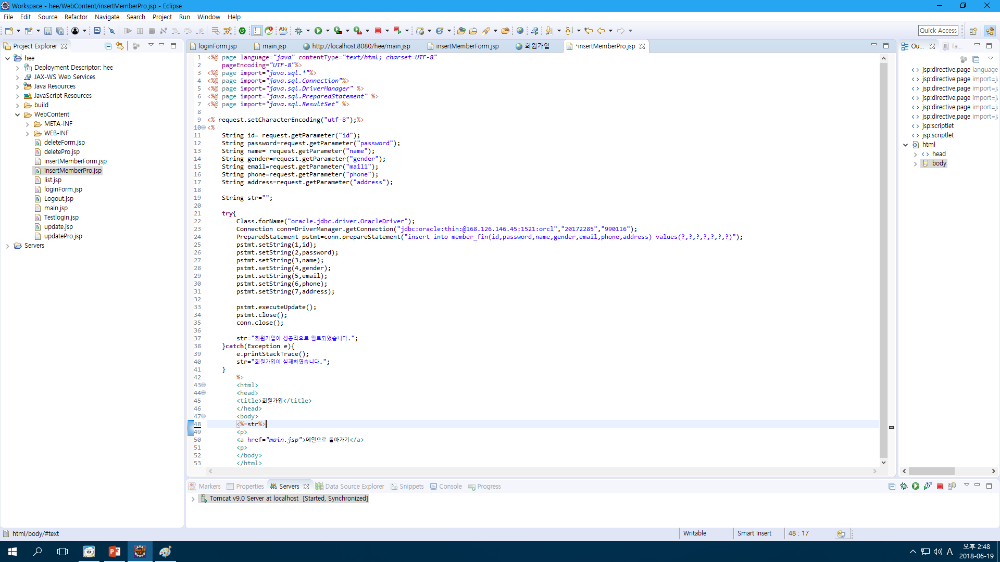 Workspace - hee/WebContent/insertMemberPro.jsp - Eclipse
File Edit Source Refactor Navigate Search Project Run Window Help
Quick Access
Project Explorer
hee
Deployment Descriptor: hee
JAX-WS Web Services
Java Resources
JavaScript Resources
build
WebContent
META-INF
WEB-INF
deleteForm.jsp
deletePro.jsp
insertMemberForm.jsp
insertMemberPro.jsp
list.jsp
loginForm.jsp
Logout.jsp
main.jsp
Testlogin.jsp
update.jsp
updatePro.jsp
Servers
loginForm.jsp main.jsp http://localhost:8080/hee/main.jsp insertMemberForm.jsp 회원가입 *insertMemberPro.jsp
1 <%@ page language="java" contentType="text/html; charset=UTF-8"
2 pageEncoding="UTF-8"%>
3 <%@ page import="java.sql.*"%>
4 <%@ page import="java.sql.Connection"%>
5 <%@ page import="java.sql.DriverManager" %>
6 <%@ page import="java.sql.PreparedStatement" %>
7 <%@ page import="java.sql.ResultSet" %>
8
9 <% request.setCharacterEncoding("utf-8");%>
10 <%
11 String id= request.getParameter("id");
12 String password=request.getParameter("password");
13 String name= request.getParameter("name");
14 String gender=request.getParameter("gender");
15 String email=request.getParameter("mail1");
16 String phone=request.getParameter("phone");
17 String address=request.getParameter("address");
18
19 String str="";
20
21 try{
22 Class.forName("oracle.jdbc.driver.OracleDriver");
23 Connection conn=DriverManager.getConnection("jdbc:oracle:thin:@168.126.146.45:1521:orcl","20172285","990116");
24 PreparedStatement pstmt=conn.prepareStatement("insert into member_fin(id,password,name,gender,email,phone,address) values(?,?,?,?,?,?,?)");
25 pstmt.setString(1,id);
26 pstmt.setString(2,password);
27 pstmt.setString(3,name);
28 pstmt.setString(4,gender);
29 pstmt.setString(5,email);
30 pstmt.setString(6,phone);
31 pstmt.setString(7,address);
32
33 pstmt.executeUpdate();
34 pstmt.close();
35 conn.close();
36
37 str="회원가입이 성공적으로 완료되었습니다.";
38 }catch(Exception e){
39 e.printStackTrace();
40 str="회원가입이 실패하였습니다.";
41 }
42 %>
43 <html>
44 <head>
45 <title>회원가입</title>
46 </head>
47 <body>
48 <%=str%>
49 <p>
50 <a href="main.jsp">메인으로 돌아가기</a>
51 <p>
52 </body>
53 </html>
Ou... Ta...
jsp:directive.page language
jsp:directive.page import=j
jsp:directive.page import=j
jsp:directive.page import=j
jsp:directive.page import=j
jsp:directive.page import=j
jsp:scriptlet
jsp:scriptlet
html
head
body
Markers Properties Servers Data Source Explorer Snippets Console Progress
Tomcat v9.0 Server at localhost [Started, Synchronized]
html/body/#text
Writable Smart Insert 48 : 17
A
오후 2:48
2018-06-19